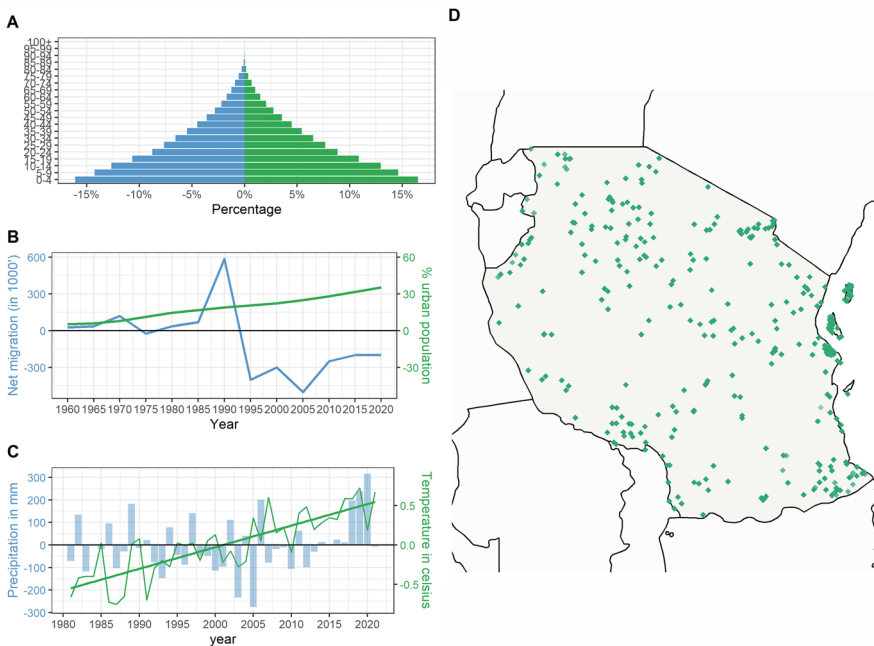 A
100+
95-99
90-94
85-89
80-84
75-79
70-74
65-69
60-64
55-59
50-54
45-49
40-44
35-39
30-34
25-29
20-24
15-19
10-14
5-9
0-4
-15% -10% -5% 0% 5% 10% 15%
Percentage
B
Net migration (in 1000')
600
300
0
-300
60
30
0
-30
% urban population
1960 1965 1970 1975 1980 1985 1990 1995 2000 2005 2010 2015 2020
Year
C
Precipitation in mm
300
200
100
0
-100
-200
-300
0.5
0.0
-0.5
Temperature in celsius
1980 1985 1990 1995 2000 2005 2010 2015 2020
year
D